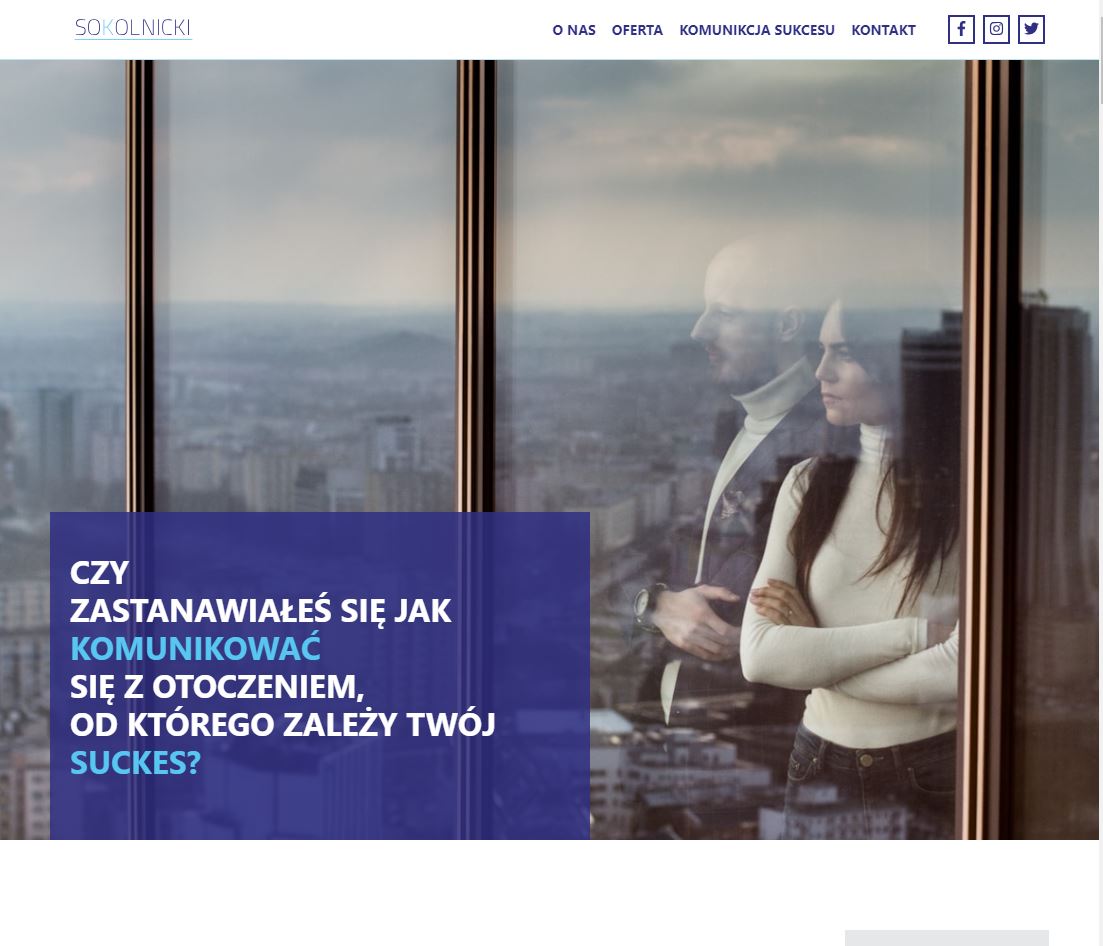 SOKOLNICKI
O NAS OFERTA KOMUNIKCJA SUKCESU KONTAKT
CZY
ZASTANAWIAŁEŚ SIĘ JAK
KOMUNIKOWAĆ
SIĘ Z OTOCZENIEM,
OD KTÓREGO ZALEŻY TWÓJ
SUCKES?